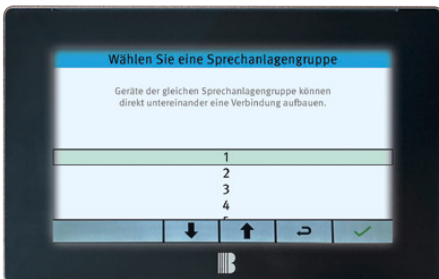 Wählen Sie eine Sprechanlagengruppe
Geräte der gleichen Sprechanlagengruppe können
direkt untereinander eine Verbindung aufbauen.
1
2
3
4